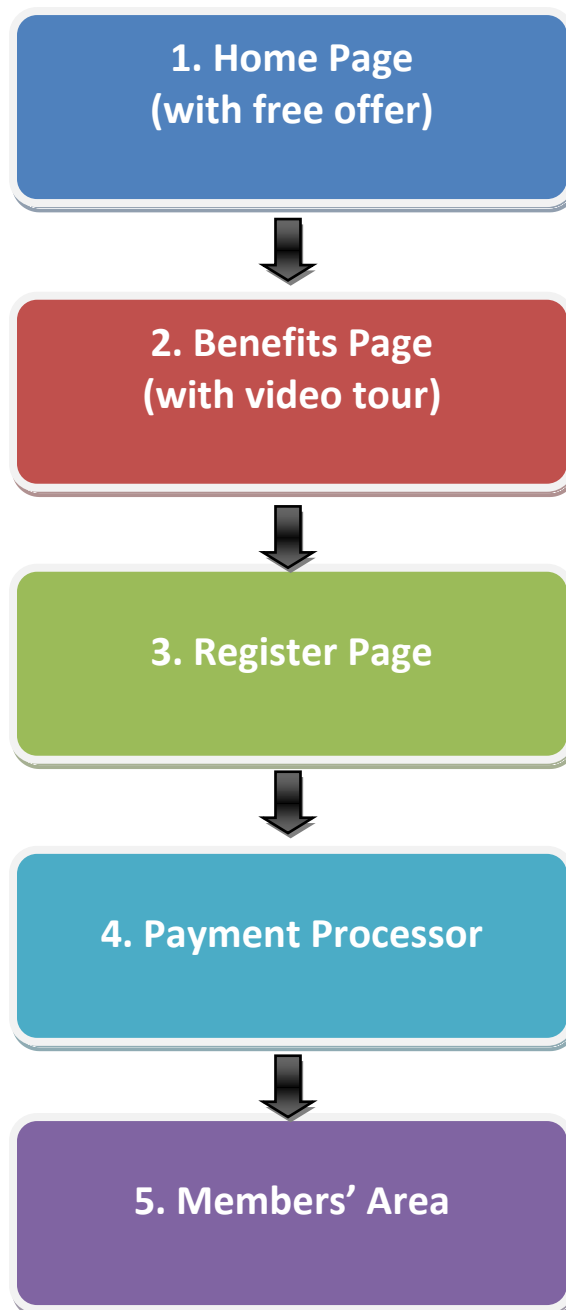 1. Home Page
(with free offer)
2. Benefits Page
(with video tour)
3. Register Page
4. Payment Processor
5. Members’ Area